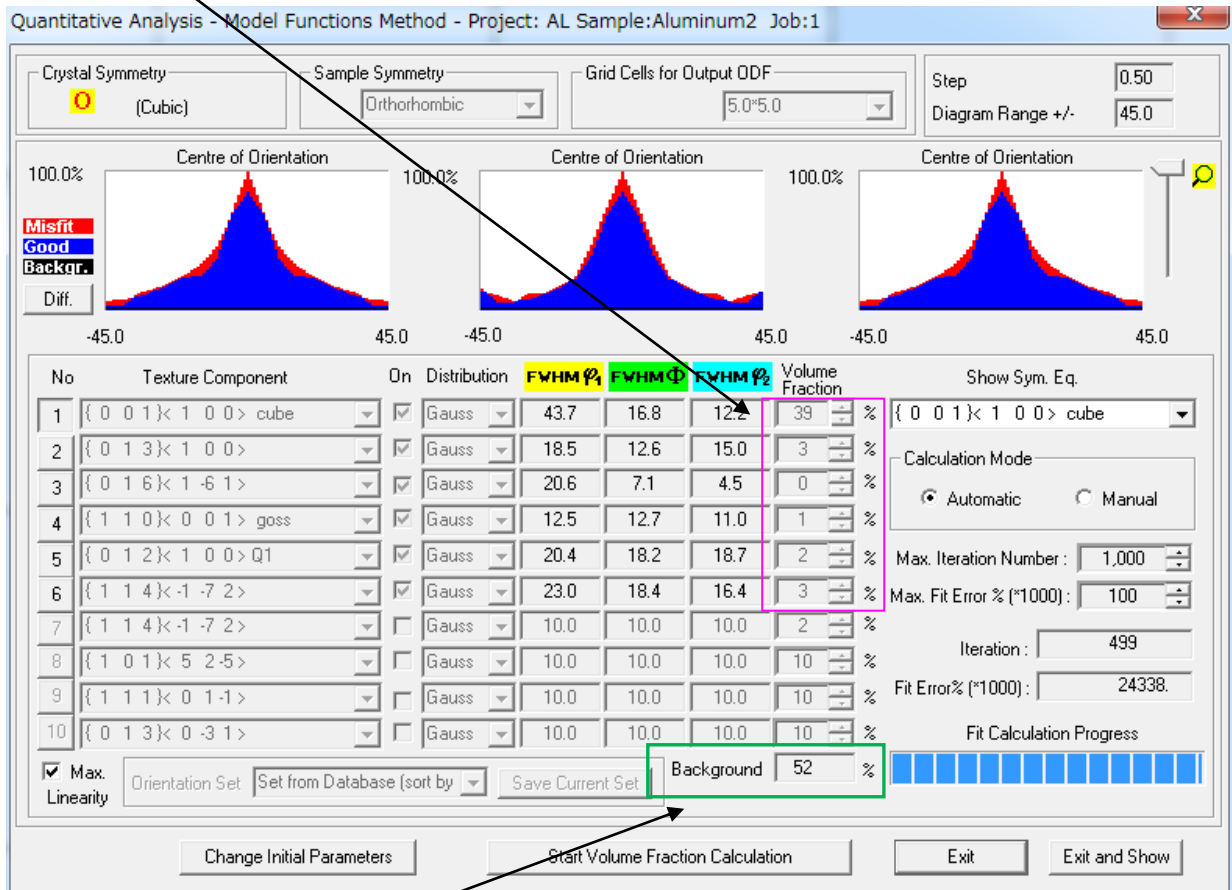 Quantitative Analysis - Model Functions Method - Project: AL Sample:Aluminum2 Job:1
X
Crystal Symmetry
O (Cubic)
Sample Symmetry
Orthorhombic
Grid Cells for Output ODF
5.0*5.0
Step 0.50
Diagram Range +/- 45.0
Centre of Orientation Centre of Orientation Centre of Orientation
100.0% 100.0% 100.0%
Misfit
Good
Backgr.
Diff.
-45.0 45.0 -45.0 45.0 -45.0 45.0
No Texture Component On Distribution FWHM φ1 FWHM Φ FWHM φ2 Volume Fraction Show Sym. Eq.
1 { 0 0 1}< 1 0 0> cube Gauss 43.7 16.8 12.2 39 % { 0 0 1}< 1 0 0> cube
2 { 0 1 3}< 1 0 0> Gauss 18.5 12.6 15.0 3 %
3 { 0 1 6}< 1 -6 1> Gauss 20.6 7.1 4.5 0 %
4 { 1 1 0}< 0 0 1> goss Gauss 12.5 12.7 11.0 1 %
5 { 0 1 2}< 1 0 0> Q1 Gauss 20.4 18.2 18.7 2 %
6 { 1 1 4}< -1 -7 2> Gauss 23.0 18.4 16.4 3 %
7 { 1 1 4}< -1 -7 2> Gauss 10.0 10.0 10.0 2 %
8 { 1 0 1}< 5 2 -5> Gauss 10.0 10.0 10.0 10 %
9 { 1 1 1}< 0 1 -1> Gauss 10.0 10.0 10.0 10 %
10 { 0 1 3}< 0 -3 1> Gauss 10.0 10.0 10.0 10 %
Calculation Mode
Automatic Manual
Max. Iteration Number : 1,000
Max. Fit Error % (*1000) : 100
Iteration : 499
Fit Error% (*1000) : 24338.
Fit Calculation Progress
Max. Linearity
Orientation Set Set from Database (sort by Save Current Set
Background 52 %
Change Initial Parameters Start Volume Fraction Calculation Exit Exit and Show